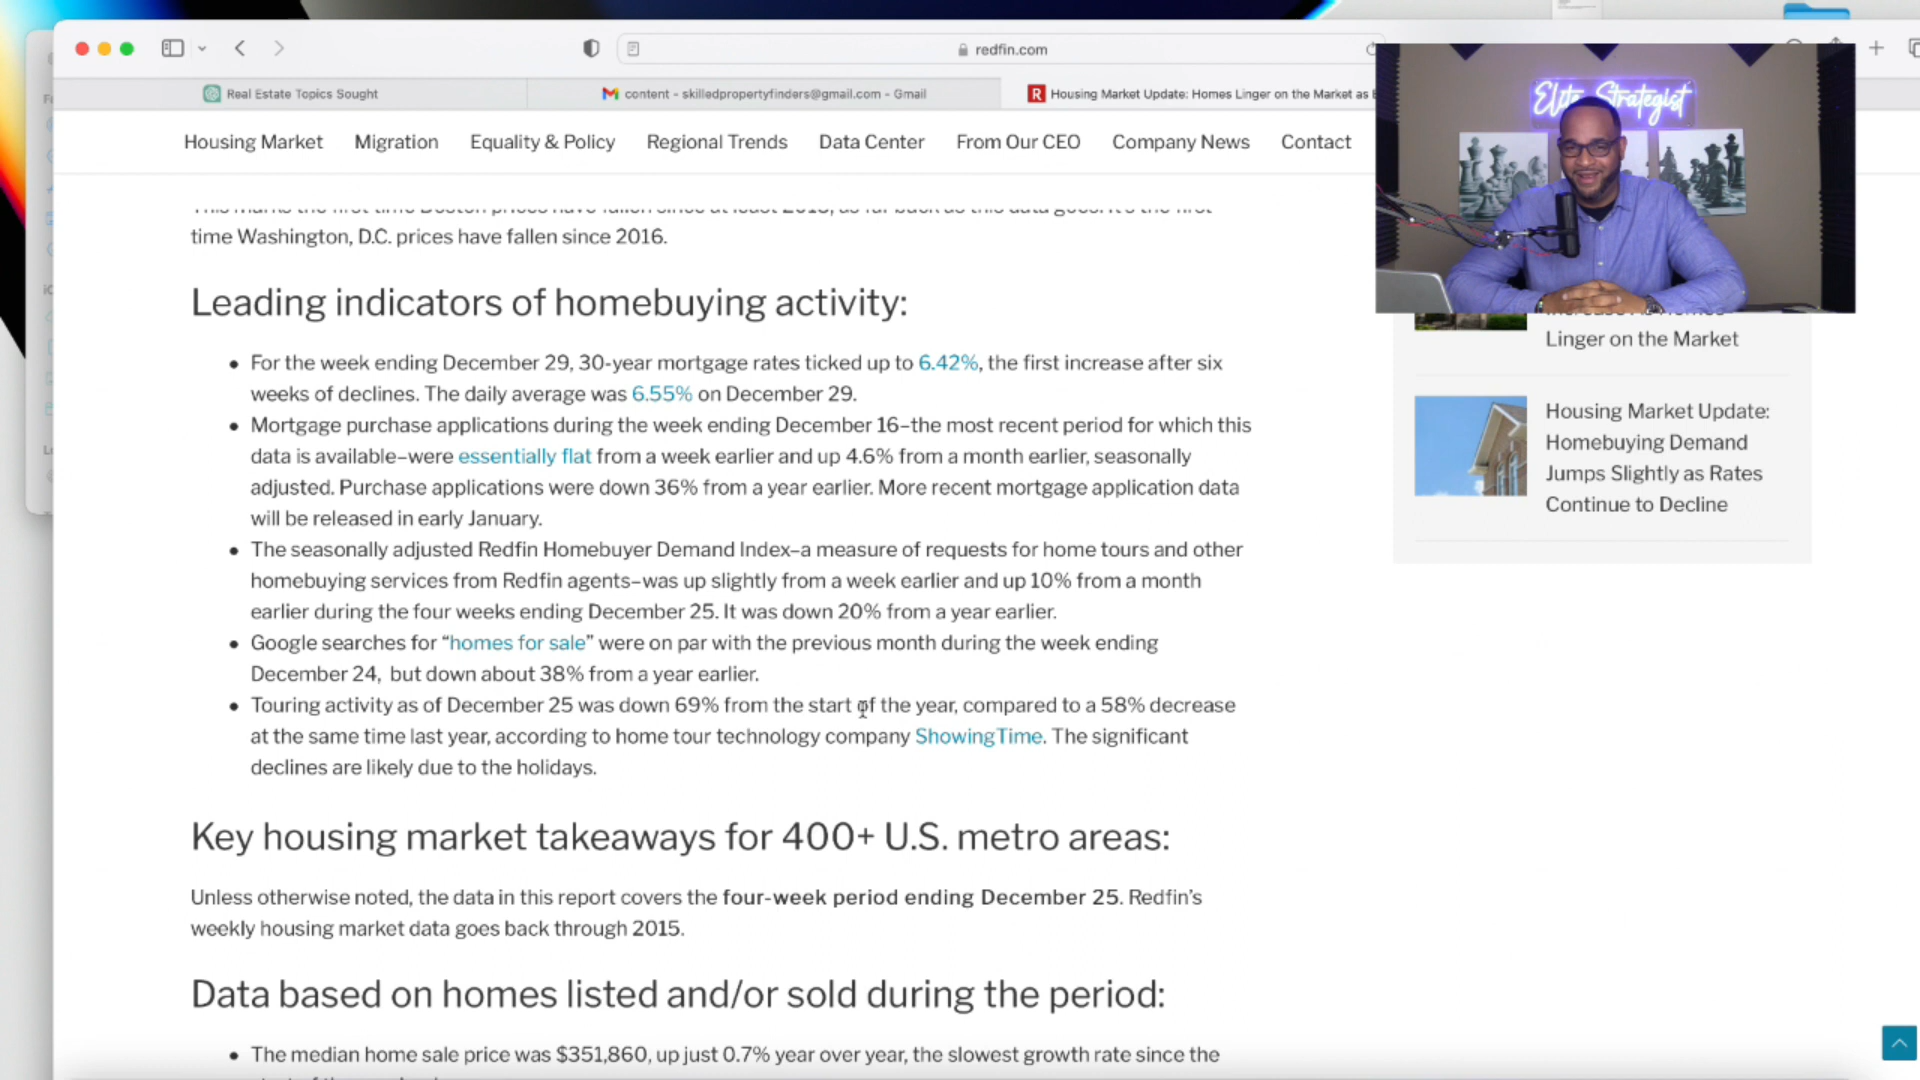 redfin.com
Real Estate Topics Sought
content - skilledpropertyfinders@gmail.com - Gmail
R Housing Market Update: Homes Linger on the Market as
Elite Strategist
Housing Market Migration Equality & Policy Regional Trends Data Center From Our CEO Company News Contact
time Washington, D.C. prices have fallen since 2016.
Leading indicators of homebuying activity:
• For the week ending December 29, 30-year mortgage rates ticked up to 6.42%, the first increase after six
weeks of declines. The daily average was 6.55% on December 29.
• Mortgage purchase applications during the week ending December 16–the most recent period for which this
data is available–were essentially flat from a week earlier and up 4.6% from a month earlier, seasonally
adjusted. Purchase applications were down 36% from a year earlier. More recent mortgage application data
will be released in early January.
• The seasonally adjusted Redfin Homebuyer Demand Index–a measure of requests for home tours and other
homebuying services from Redfin agents–was up slightly from a week earlier and up 10% from a month
earlier during the four weeks ending December 25. It was down 20% from a year earlier.
• Google searches for “homes for sale” were on par with the previous month during the week ending
December 24, but down about 38% from a year earlier.
• Touring activity as of December 25 was down 69% from the start of the year, compared to a 58% decrease
at the same time last year, according to home tour technology company ShowingTime. The significant
declines are likely due to the holidays.
Key housing market takeaways for 400+ U.S. metro areas:
Unless otherwise noted, the data in this report covers the four-week period ending December 25. Redfin’s
weekly housing market data goes back through 2015.
Data based on homes listed and/or sold during the period:
• The median home sale price was $351,860, up just 0.7% year over year, the slowest growth rate since the
Linger on the Market
Housing Market Update:
Homebuying Demand
Jumps Slightly as Rates
Continue to Decline